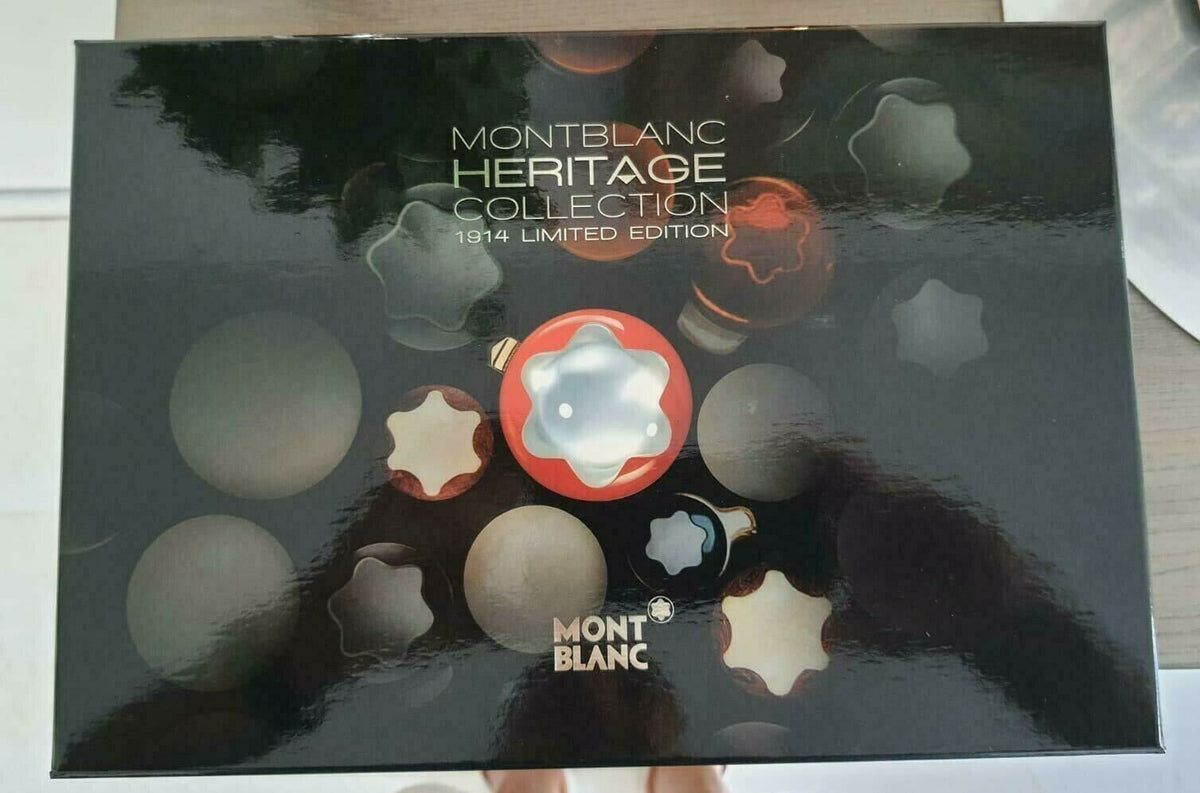 MONTBLANC
HERITAGE
COLLECTION
1914 LIMITED EDITION
MONT
BLANC